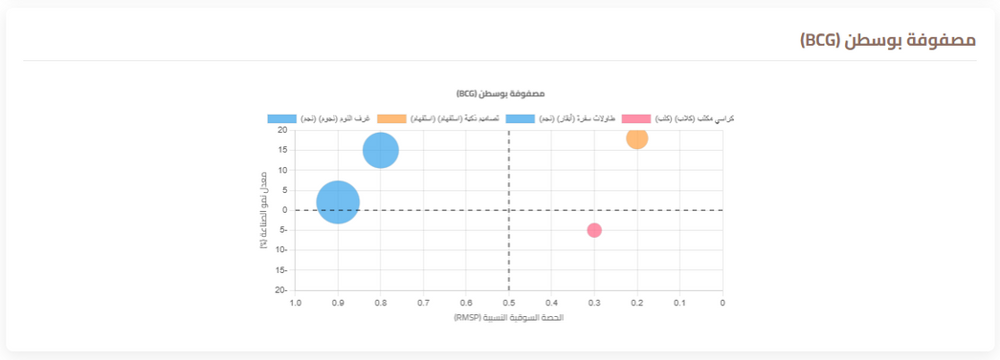 مصفوفة بوسطن (BCG)
مصفوفة بوسطن (BCG)
غرف النوم (نجوم) (نجم) تصاميم ذكية (استفهام) (استفهام) طاولات سفرة (أبقار) (نجم) كراسي مكتب (كلاب) (كلب)
معدل نمو الصناعة (%)
20
15
10
5
0
5-
10-
15-
20-
1.0 0.9 0.8 0.7 0.6 0.5 0.4 0.3 0.2 0.1 0
الحصة السوقية النسبية (RMSP)